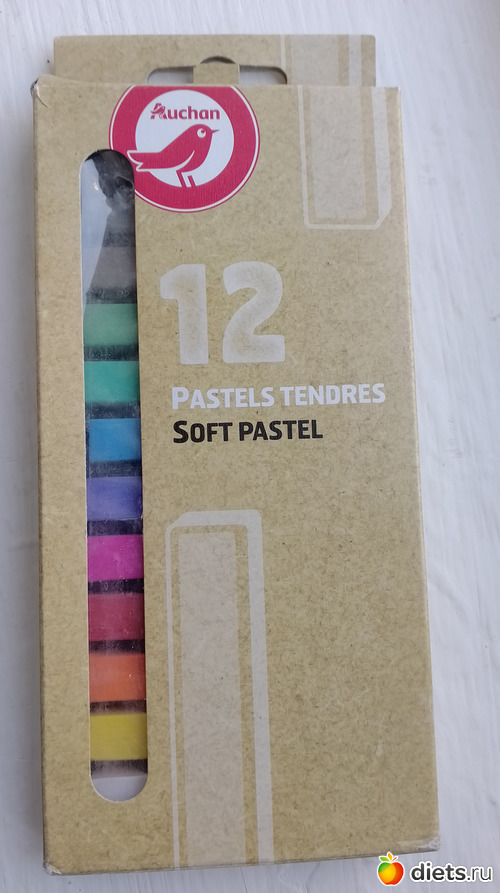 Auchan
12
PASTELS TENDRES
SOFT PASTEL
diets.ru